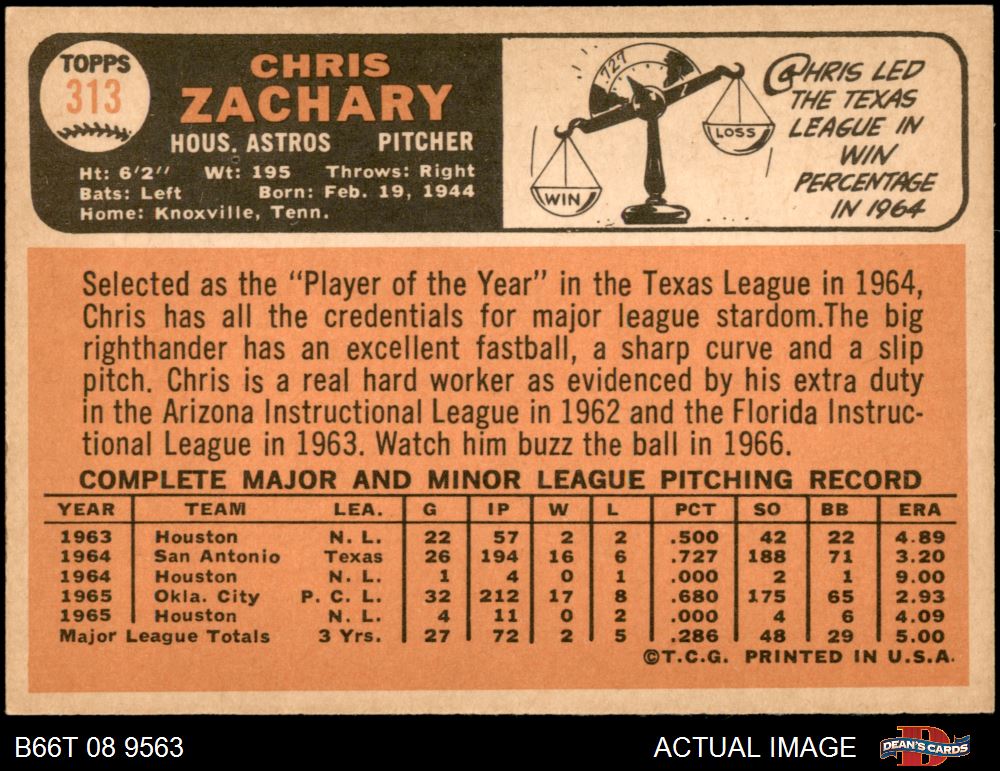 TOPPS
313
CHRIS
ZACHARY
HOUS. ASTROS PITCHER
Ht: 6'2" Wt: 195 Throws: Right
Bats: Left Born: Feb. 19, 1944
Home: Knoxville, Tenn.
727
WIN
LOSS
CHRIS LED
THE TEXAS
LEAGUE IN
WIN
PERCENTAGE
IN 1964
Selected as the "Player of the Year" in the Texas League in 1964,
Chris has all the credentials for major league stardom.The big
righthander has an excellent fastball, a sharp curve and a slip
pitch. Chris is a real hard worker as evidenced by his extra duty
in the Arizona Instructional League in 1962 and the Florida Instruc-
tional League in 1963. Watch him buzz the ball in 1966.
COMPLETE MAJOR AND MINOR LEAGUE PITCHING RECORD
YEAR TEAM LEA. G IP W L PCT SO BB ERA
1963 Houston N. L. 22 57 2 2 .500 42 22 4.89
1964 San Antonio Texas 26 194 16 6 .727 188 71 3.20
1964 Houston N. L. 1 4 0 1 .000 2 1 9.00
1965 Okla. City P. C. L. 32 212 17 8 .680 175 65 2.93
1965 Houston N. L. 4 11 0 2 .000 4 6 4.09
Major League Totals 3 Yrs. 27 72 2 5 .286 48 29 5.00
©T.C.G. PRINTED IN U.S.A.
B66T 08 9563
ACTUAL IMAGE
DEAN'S CARDS